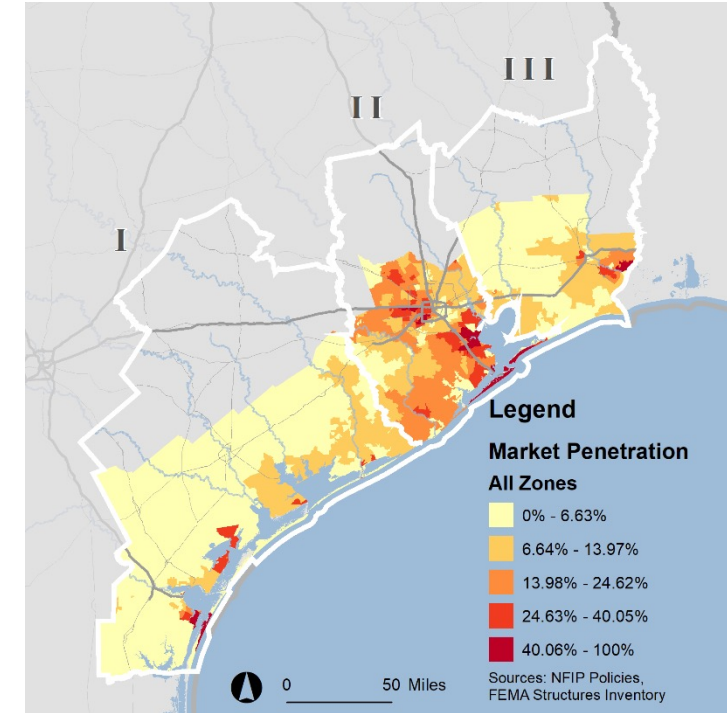 III
II
I
Legend
Market Penetration
All Zones
0% - 6.63%
6.64% - 13.97%
13.98% - 24.62%
24.63% - 40.05%
40.06% - 100%
Sources: NFIP Policies,
FEMA Structures Inventory
0 50 Miles